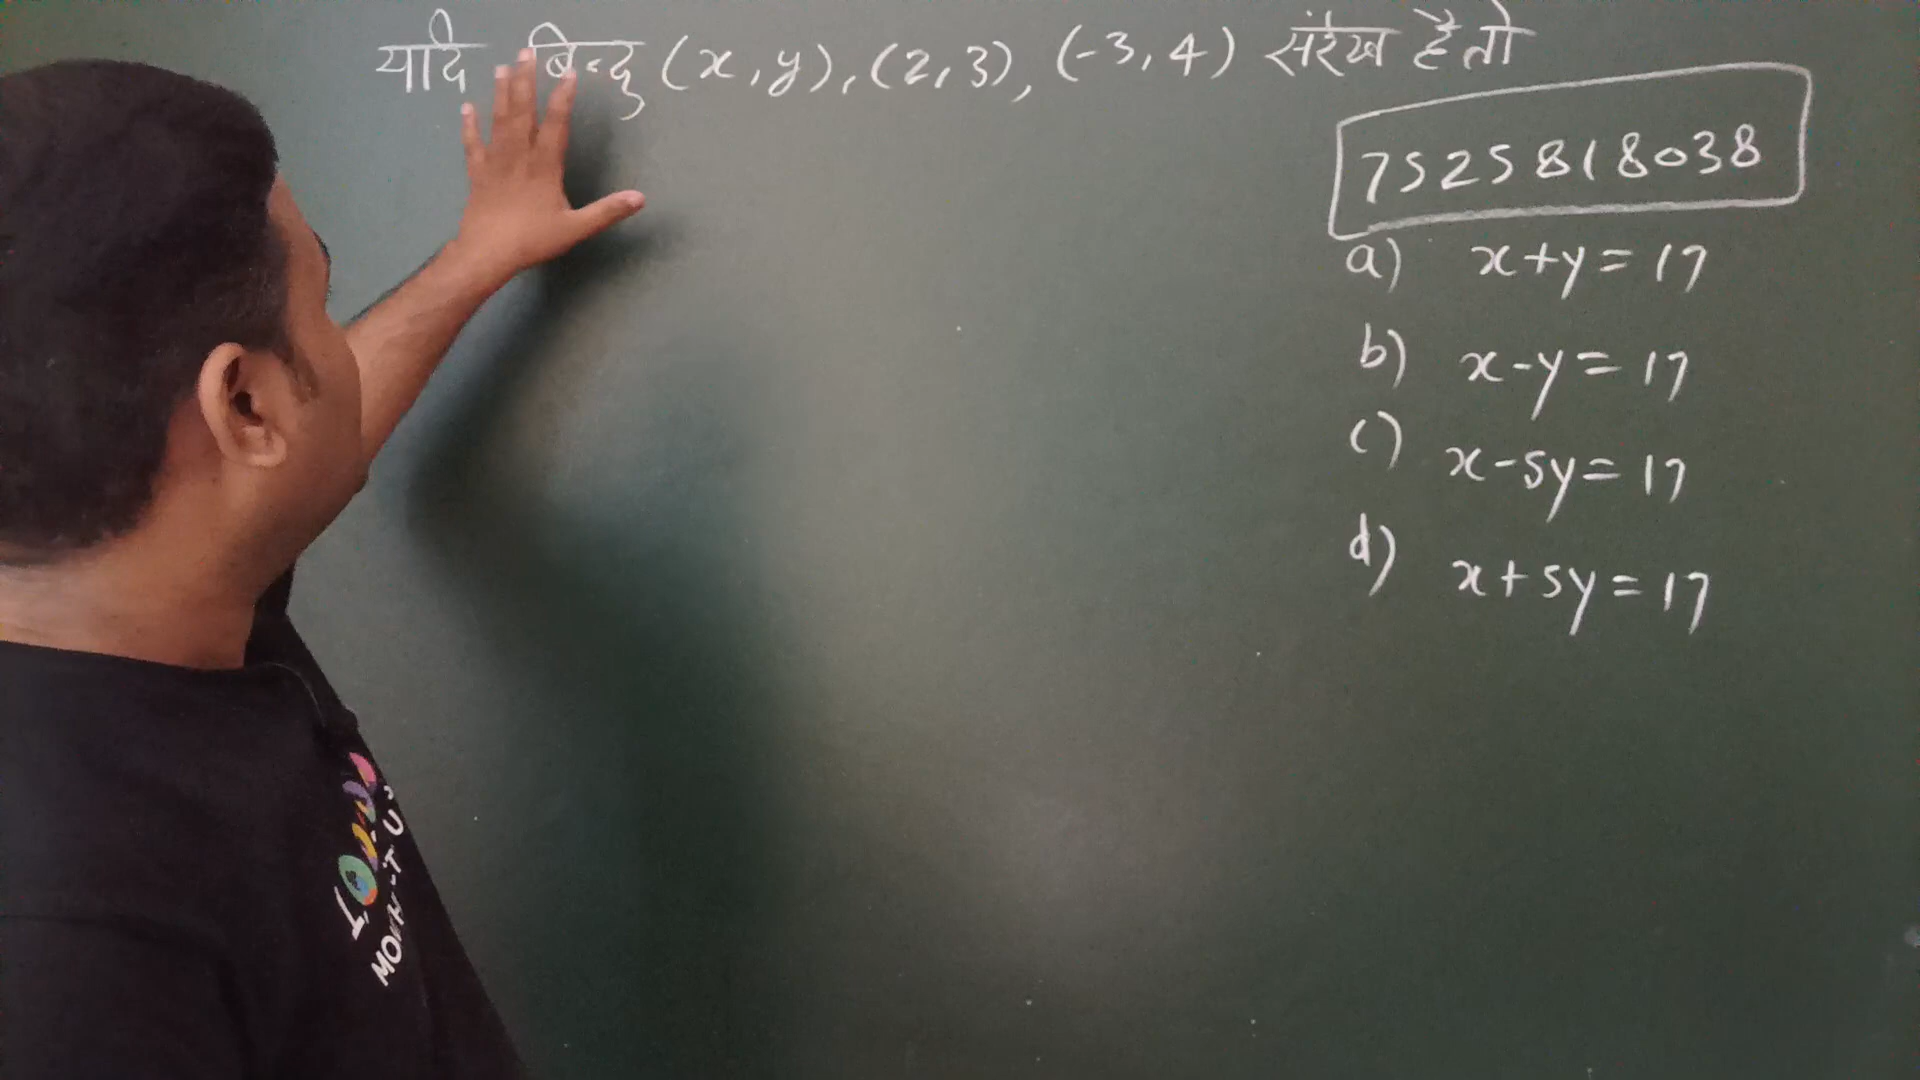 यदि बिन्दु (x,y), (2,3), (-3,4) संरेख है तो
7525818038
a) x+y=17
b) x-y=17
c) x-5y=17
d) x+5y=17